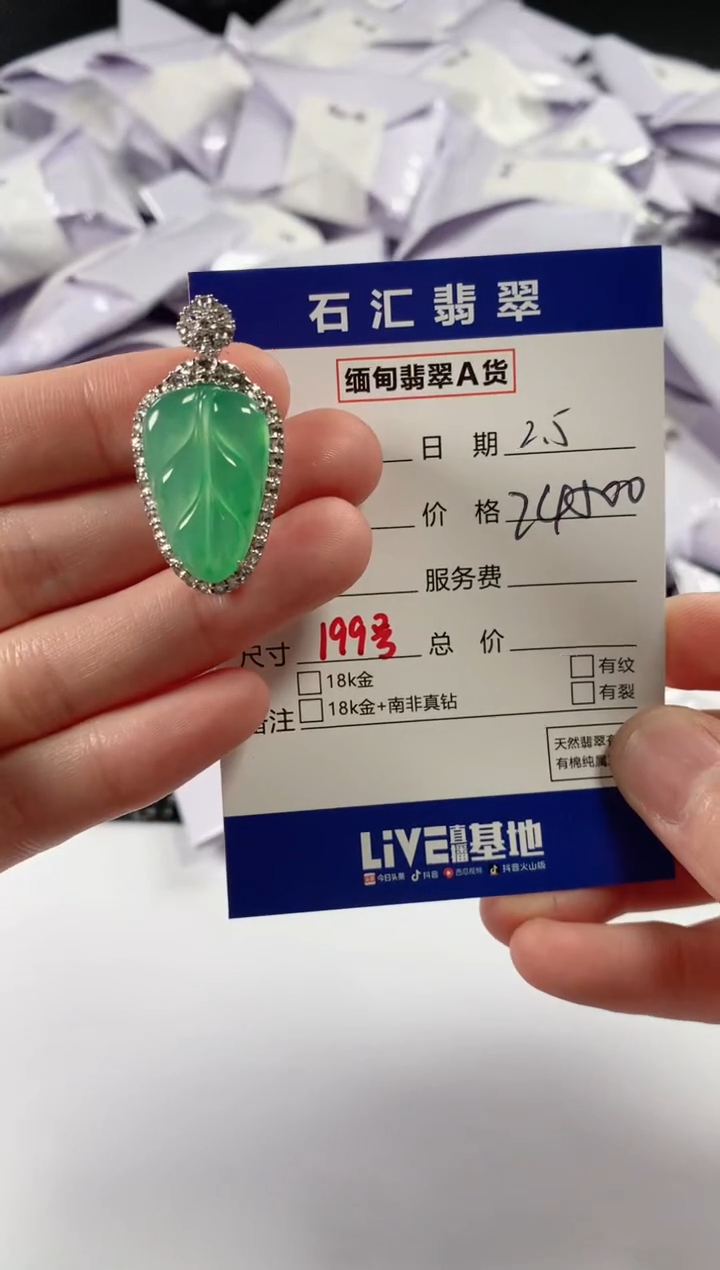 石汇翡翠
缅甸翡翠A货
日 期 2.5
价 格 24500
服务费
尺寸 199号 总 价
18k金 有纹
18k金+南非真钻 有裂
备注
天然翡翠
有棉纯属
LiVE直播基地
今日头条 抖音 西瓜视频 抖音火山版